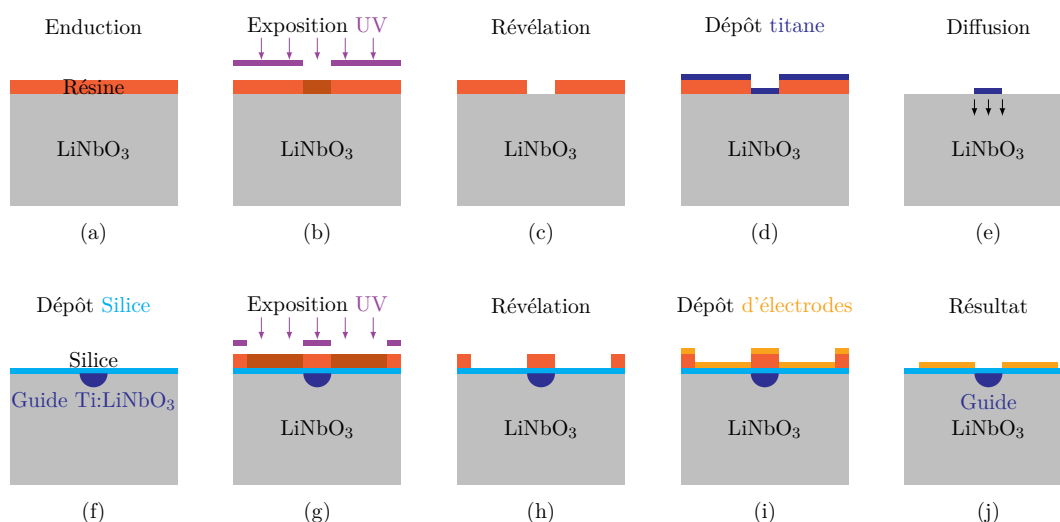 Enduction
Résine
LiNbO₃
(a)
Exposition UV
LiNbO₃
(b)
Révélation
LiNbO₃
(c)
Dépôt titane
LiNbO₃
(d)
Diffusion
LiNbO₃
(e)
Dépôt Silice
Silice
Guide Ti:LiNbO₃
(f)
Exposition UV
LiNbO₃
(g)
Révélation
LiNbO₃
(h)
Dépôt d'électrodes
LiNbO₃
(i)
Résultat
Guide
LiNbO₃
(j)